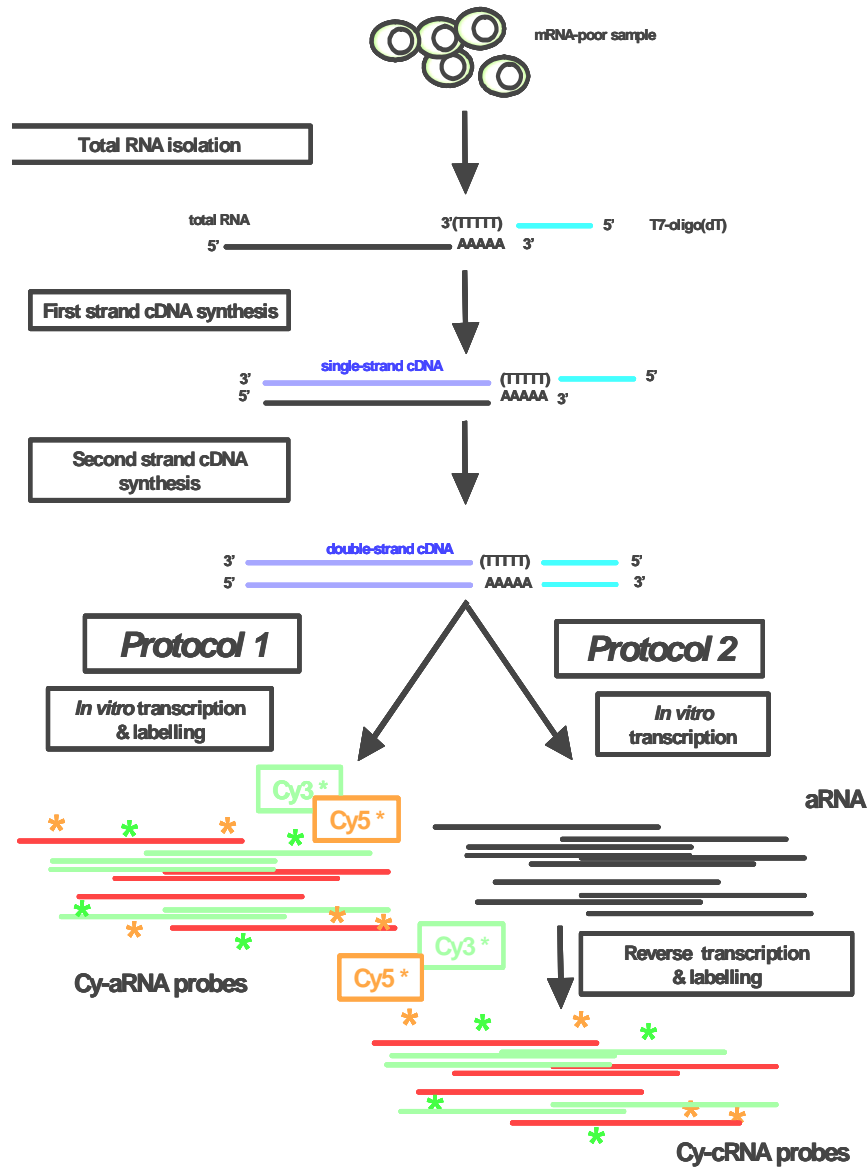 mRNA-poor sample
Total RNA isolation
total RNA
3'(TTTTT)
5'
T7-oligo(dT)
5'
AAAAA
3'
First strand cDNA synthesis
single-strand cDNA
3'
(TTTTT)
5'
5'
AAAAA
3'
Second strand cDNA
synthesis
double-strand cDNA
3'
(TTTTT)
5'
5'
AAAAA
3'
Protocol 1
Protocol 2
In vitro transcription
& labelling
In vitro
transcription
Cy3 *
Cy5 *
aRNA
Cy3 *
Cy5 *
Reverse transcription
& labelling
Cy-aRNA probes
Cy-cRNA probes